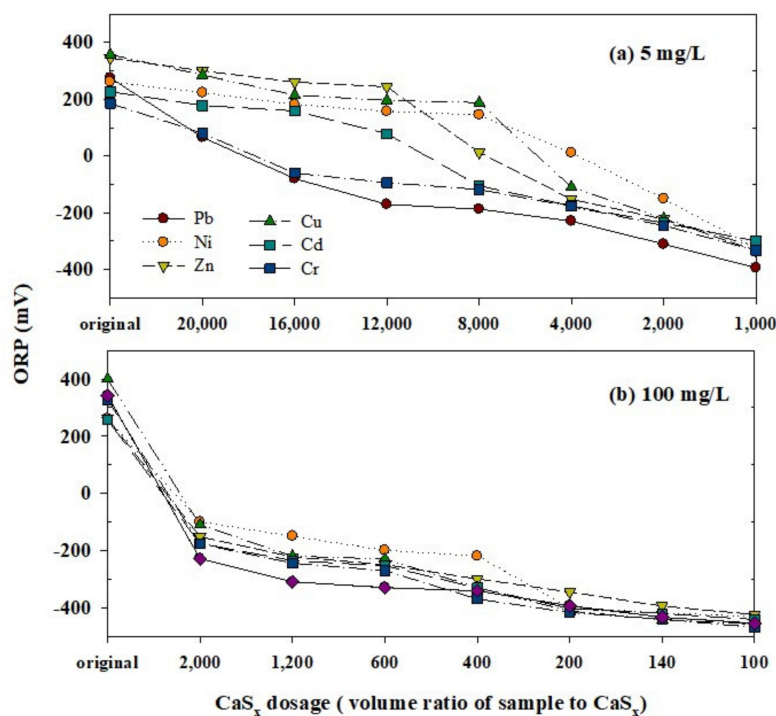 400
(a) 5 mg/L
200
0
-200
-400
Pb
Ni
Zn
Cu
Cd
Cr
original 20,000 16,000 12,000 8,000 4,000 2,000 1,000
ORP (mV)
400
(b) 100 mg/L
200
0
-200
-400
original 2,000 1,200 600 400 200 140 100
CaSₓ dosage ( volume ratio of sample to CaSₓ)